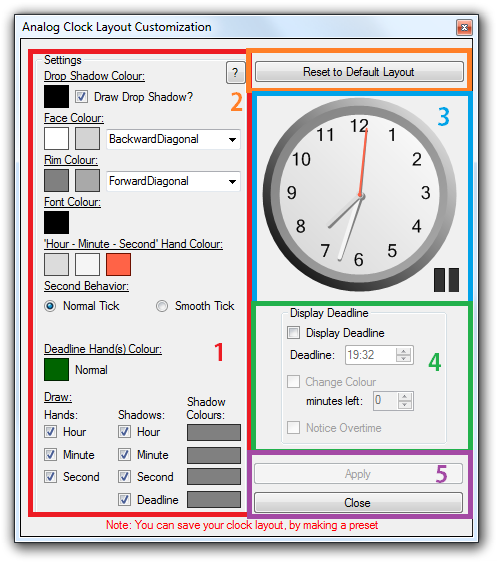 Analog Clock Layout Customization
Settings
Drop Shadow Colour:
?
Draw Drop Shadow?
2
Face Colour:
BackwardDiagonal
Rim Colour:
ForwardDiagonal
Font Colour:
'Hour - Minute - Second' Hand Colour:
Second Behavior:
Normal Tick
Smooth Tick
Deadline Hand(s) Colour:
1
Normal
Draw:
Hands:
Shadows:
Shadow
Colours:
Hour
Hour
Minute
Minute
Second
Second
Deadline
Reset to Default Layout
3
12
1
2
3
4
5
6
7
8
9
10
11
Display Deadline
Display Deadline
Deadline:
19:32
4
Change Colour
minutes left:
0
Notice Overtime
Apply
5
Close
Note: You can save your clock layout, by making a preset